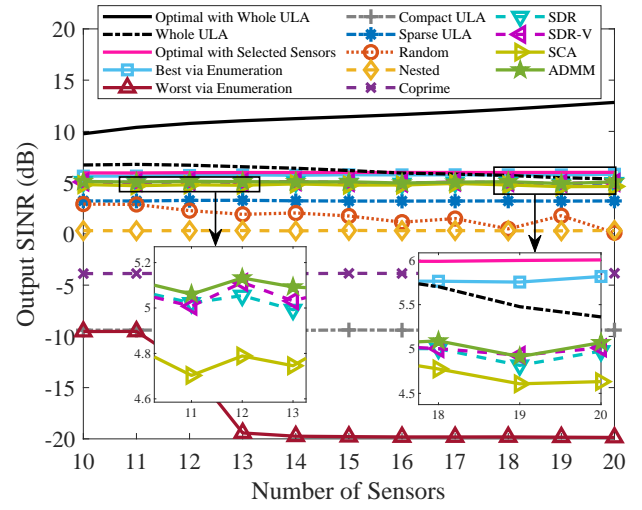 Optimal with Whole ULA
Whole ULA
Optimal with Selected Sensors
Best via Enumeration
Worst via Enumeration
Compact ULA
Sparse ULA
Random
Nested
Coprime
SDR
SDR-V
SCA
ADMM
Output SINR (dB)
20
15
10
5
0
-5
-10
-15
-20
5.2
5
4.8
4.6
11
12
13
6
5.5
5
4.5
18
19
20
10
11
12
13
14
15
16
17
18
19
20
Number of Sensors